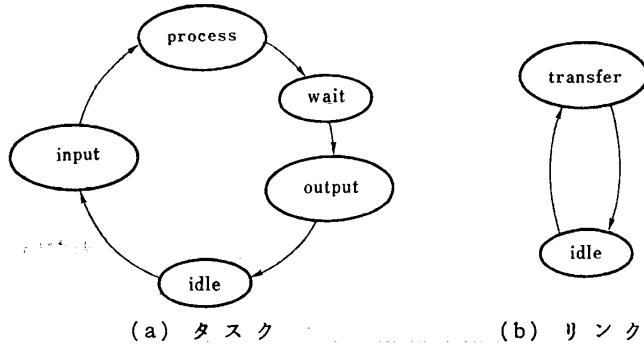 process
wait
transfer
input
output
idle
idle
(a) タスク
(b) リンク